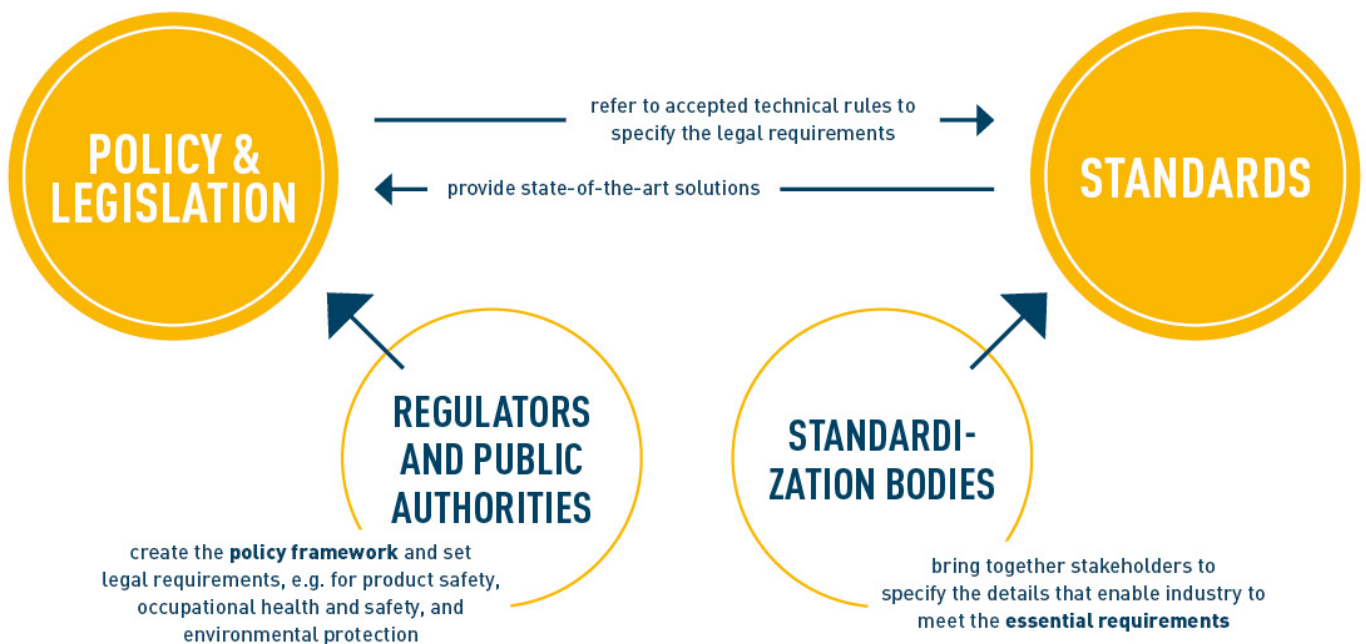 POLICY &
LEGISLATION
refer to accepted technical rules to
specify the legal requirements
provide state-of-the-art solutions
STANDARDS
REGULATORS
AND PUBLIC
AUTHORITIES
create the policy framework and set
legal requirements, e.g. for product safety,
occupational health and safety, and
environmental protection
STANDARDI-
ZATION BODIES
bring together stakeholders to
specify the details that enable industry to
meet the essential requirements